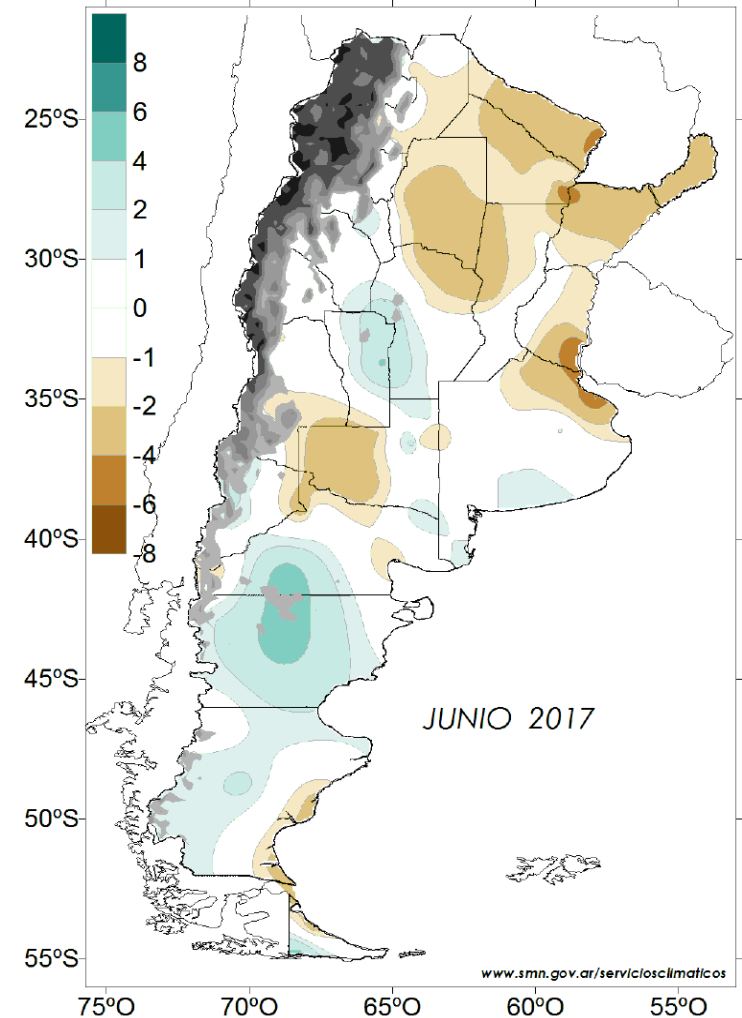 8
6
4
2
1
0
-1
-2
-4
-6
-8
25ºS
30ºS
35ºS
40ºS
45ºS
50ºS
55ºS
JUNIO 2017
www.smn.gov.ar/serviciosclimaticos
75ºO 70ºO 65ºO 60ºO 55ºO